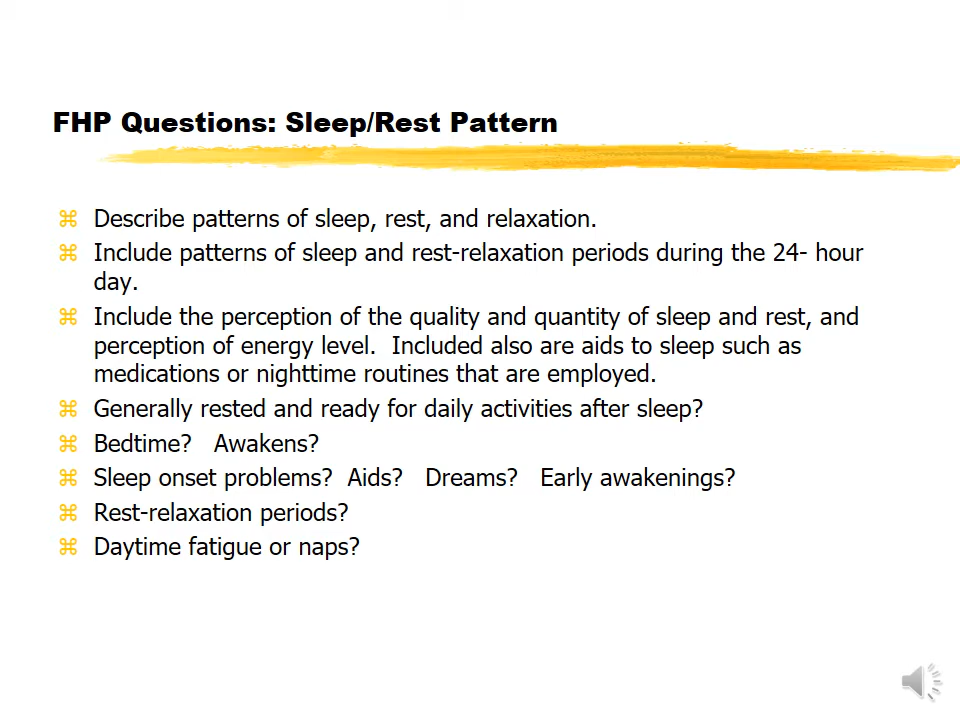 FHP Questions: Sleep/Rest Pattern
⌘ Describe patterns of sleep, rest, and relaxation.
⌘ Include patterns of sleep and rest-relaxation periods during the 24- hour
day.
⌘ Include the perception of the quality and quantity of sleep and rest, and
perception of energy level.  Included also are aids to sleep such as
medications or nighttime routines that are employed.
⌘ Generally rested and ready for daily activities after sleep?
⌘ Bedtime?   Awakens?
⌘ Sleep onset problems?  Aids?   Dreams?   Early awakenings?
⌘ Rest-relaxation periods?
⌘ Daytime fatigue or naps?